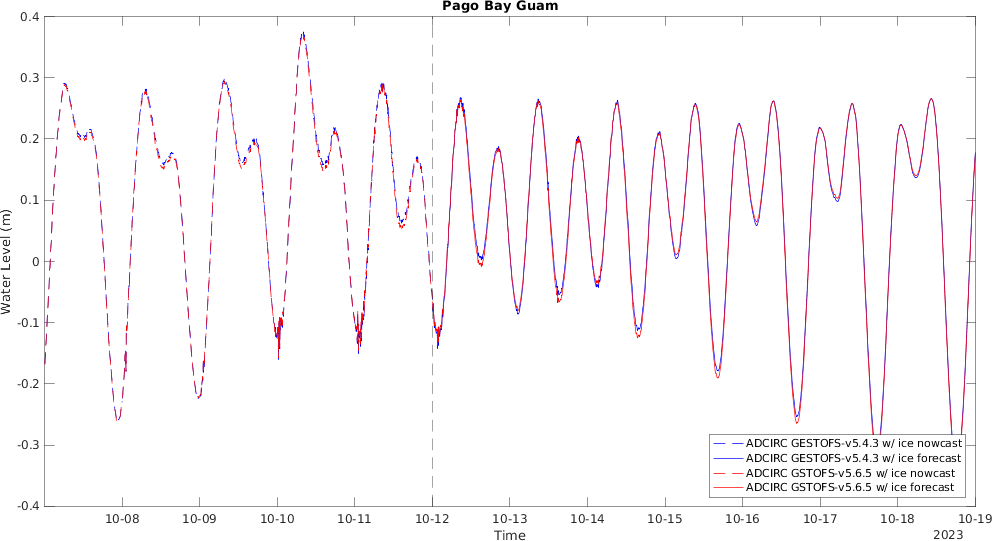 Pago Bay Guam
0.4
0.3
0.2
0.1
0
-0.1
-0.2
-0.3
-0.4
Water Level (m)
ADCIRC GESTOFS-v5.4.3 w/ ice nowcast
ADCIRC GESTOFS-v5.4.3 w/ ice forecast
ADCIRC GSTOFS-v5.6.5 w/ ice nowcast
ADCIRC GSTOFS-v5.6.5 w/ ice forecast
10-08 10-09 10-10 10-11 10-12 10-13 10-14 10-15 10-16 10-17 10-18 10-19
Time
2023